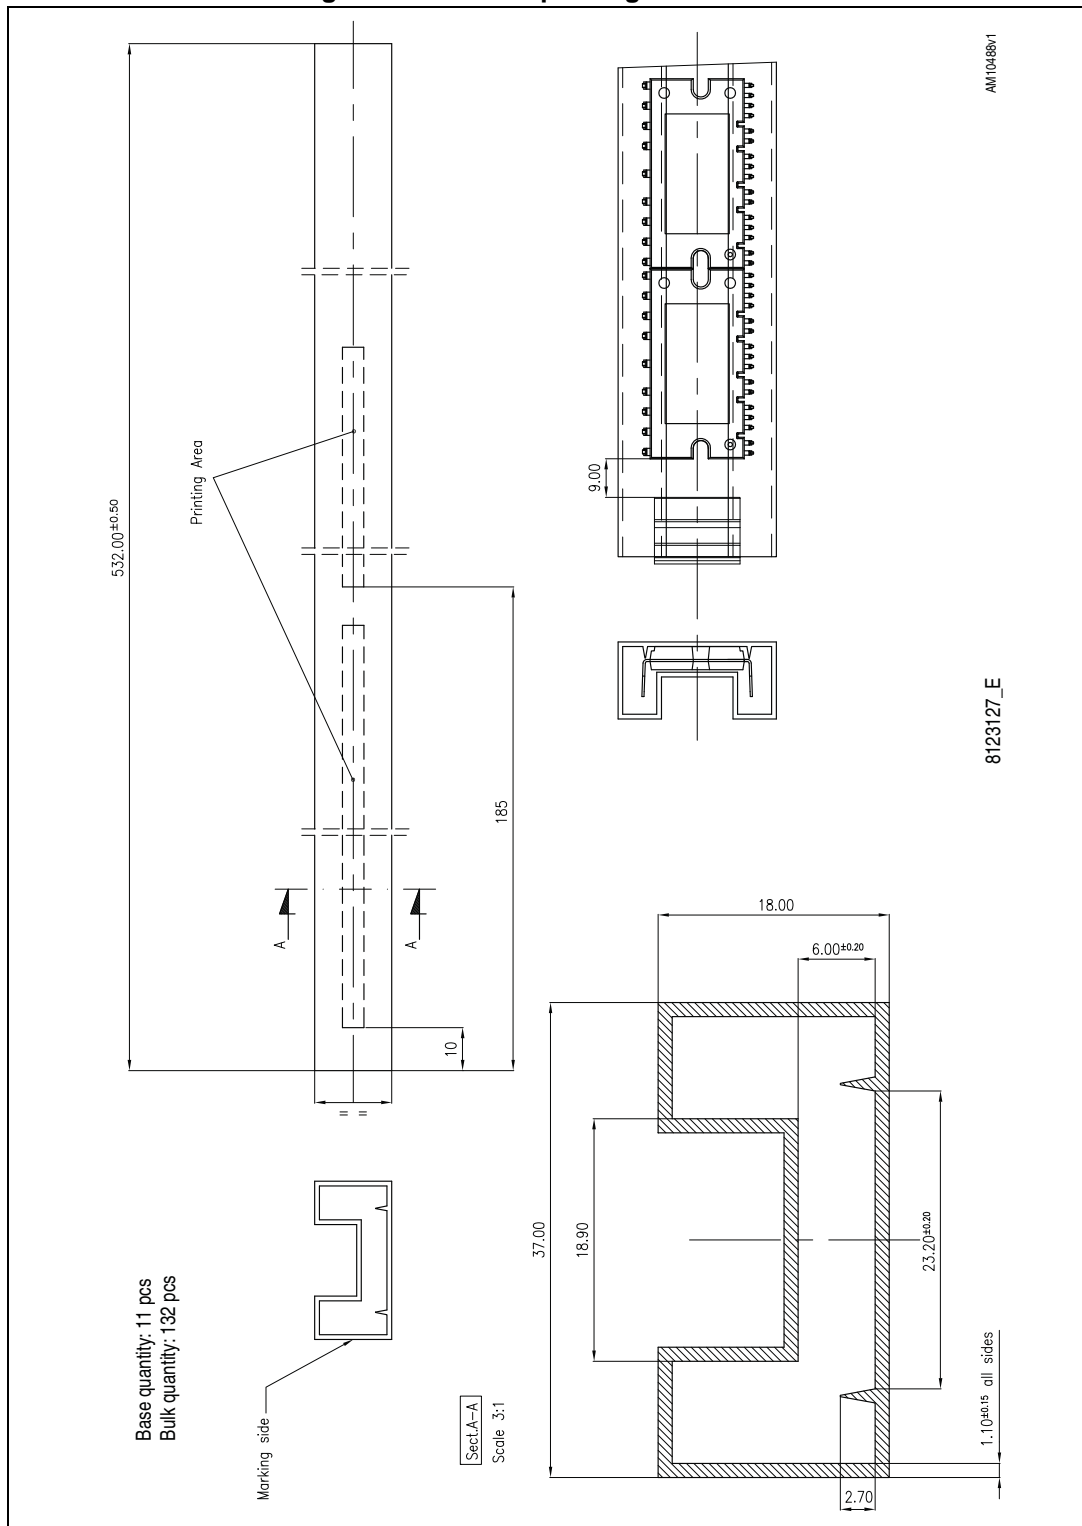 AM10488v1
532.00±0.50
Printing Area
9.00
185
8123127_E
A
A
10
= =
18.00
6.00±0.20
37.00
18.90
23.20±0.20
1.10±0.15 all sides
2.70
Base quantity: 11 pcs
Bulk quantity: 132 pcs
Marking side
Sect.A-A
Scale 3:1